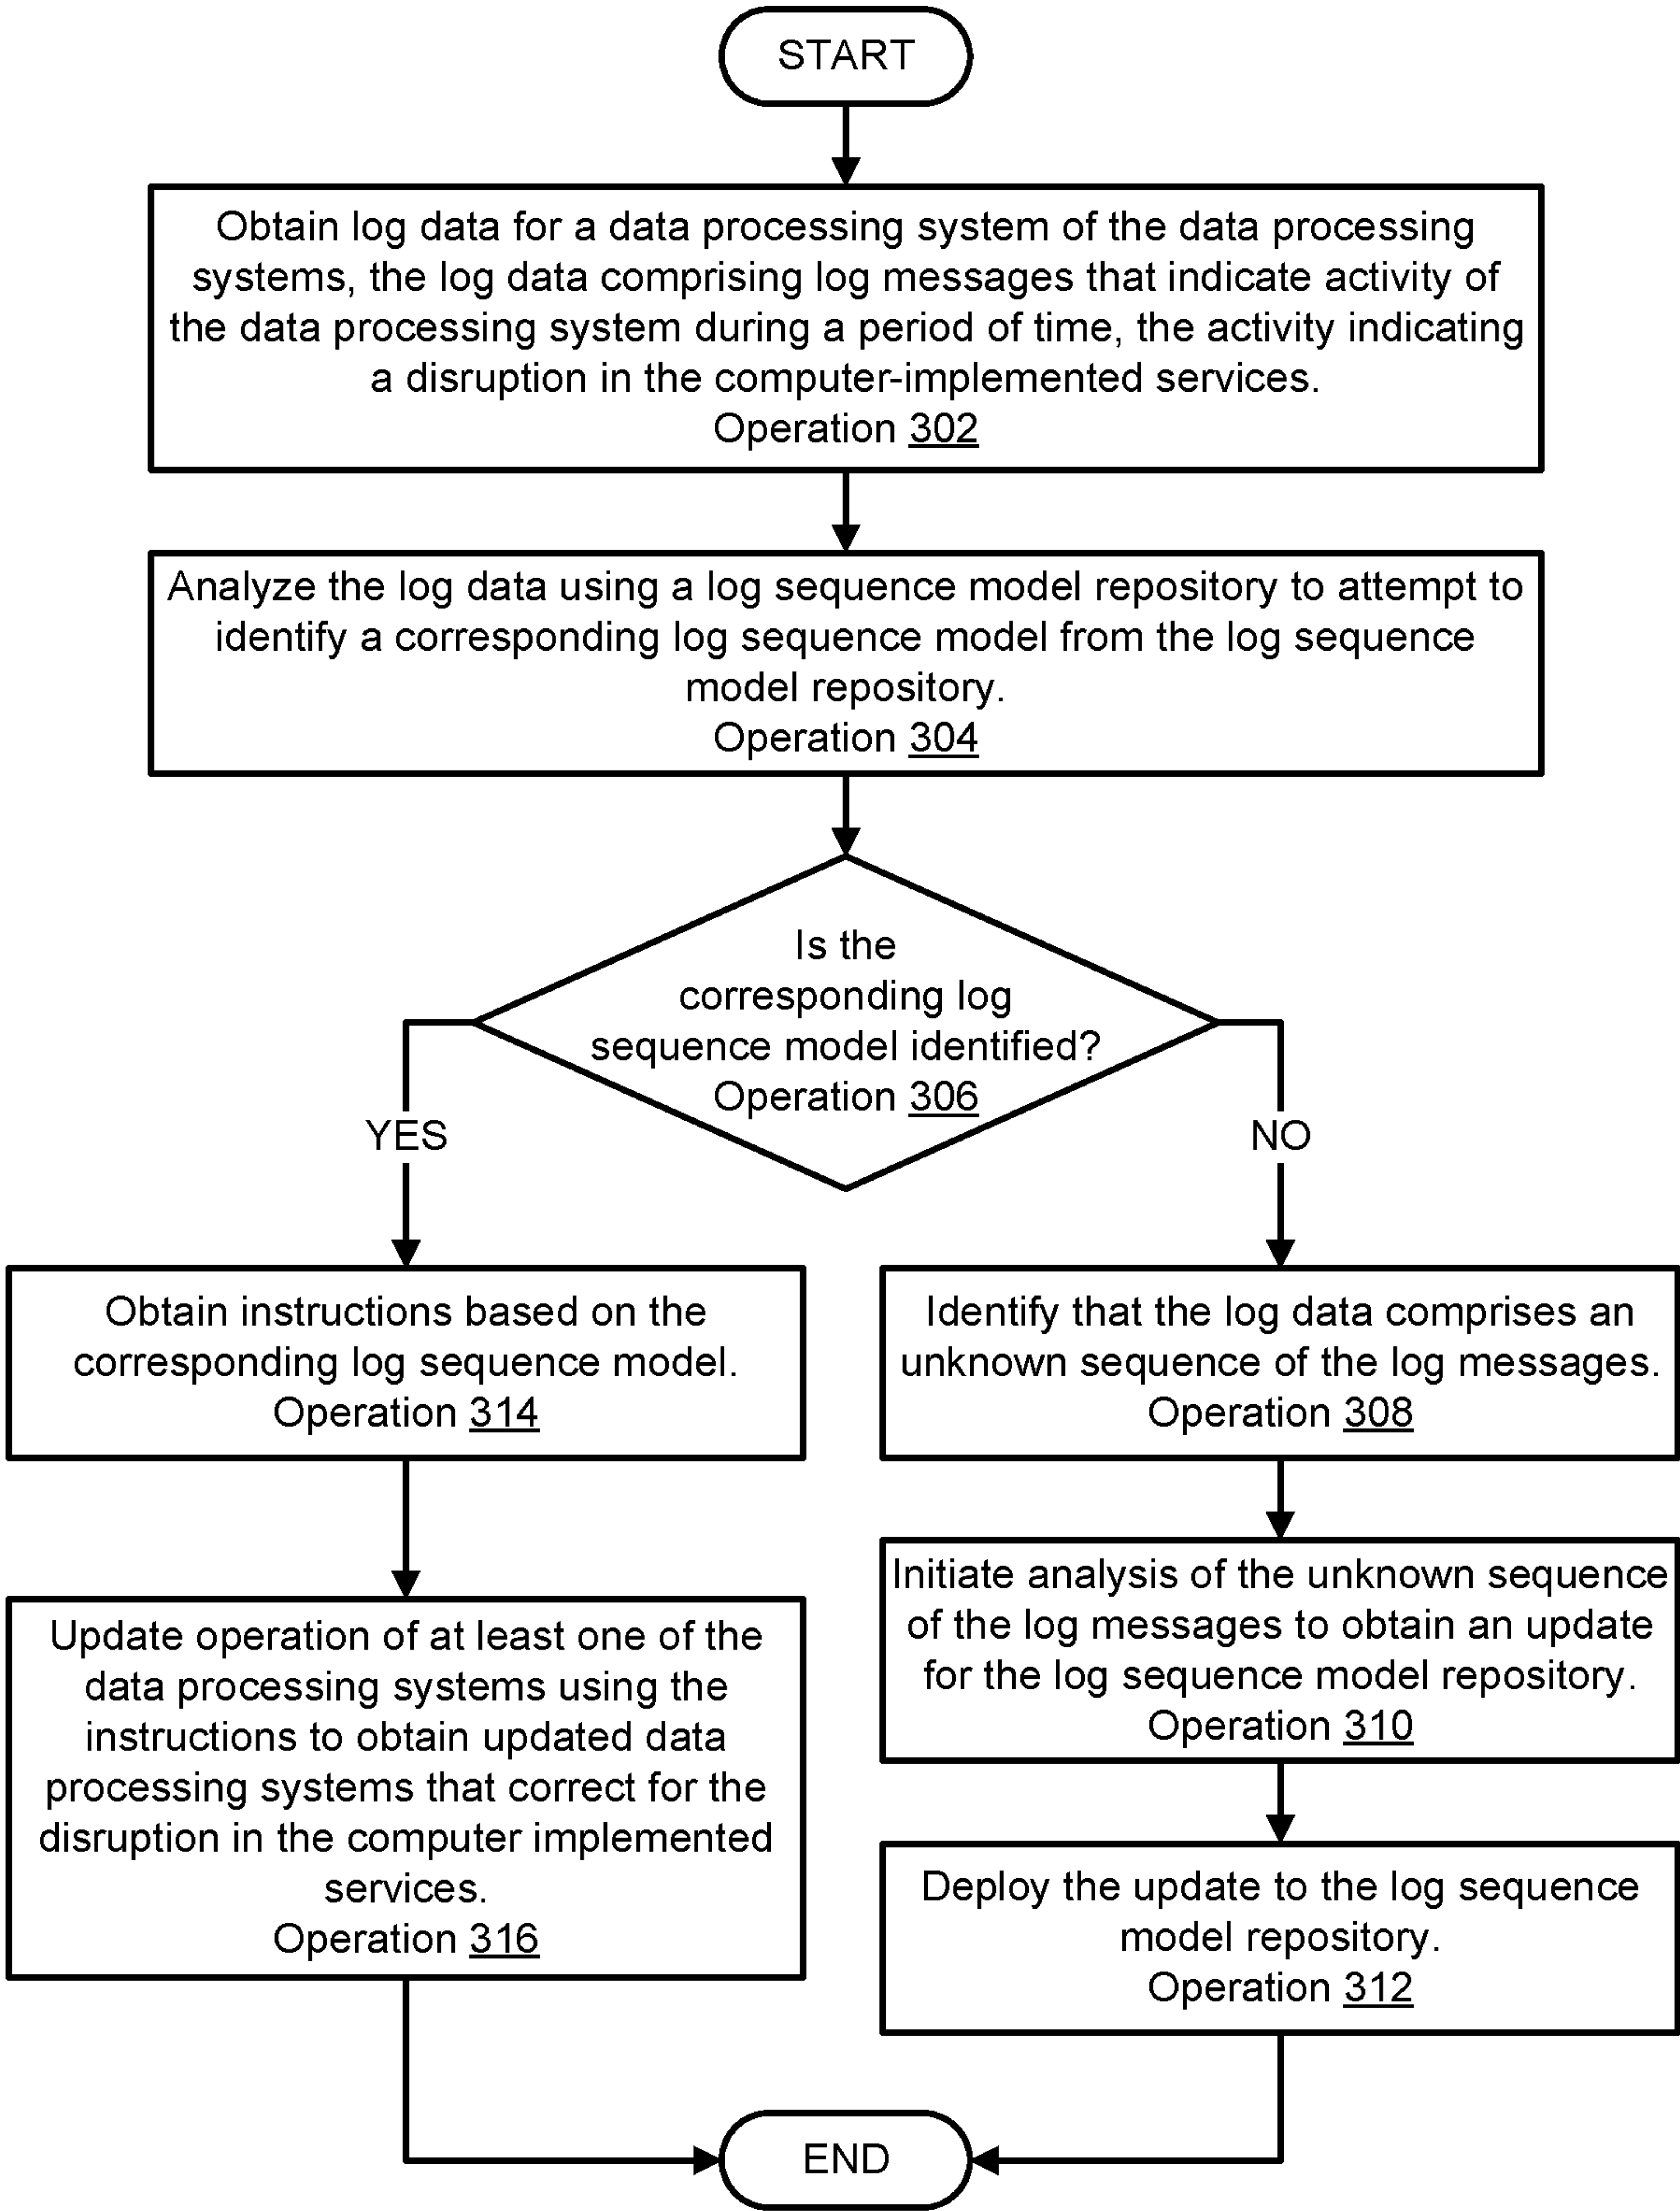 START
Obtain log data for a data processing system of the data processing
systems, the log data comprising log messages that indicate activity of
the data processing system during a period of time, the activity indicating
a disruption in the computer-implemented services.
Operation 302
Analyze the log data using a log sequence model repository to attempt to
identify a corresponding log sequence model from the log sequence
model repository.
Operation 304
Is the
corresponding log
sequence model identified?
Operation 306
YES
NO
Obtain instructions based on the
corresponding log sequence model.
Operation 314
Update operation of at least one of the
data processing systems using the
instructions to obtain updated data
processing systems that correct for the
disruption in the computer implemented
services.
Operation 316
Identify that the log data comprises an
unknown sequence of the log messages.
Operation 308
Initiate analysis of the unknown sequence
of the log messages to obtain an update
for the log sequence model repository.
Operation 310
Deploy the update to the log sequence
model repository.
Operation 312
END